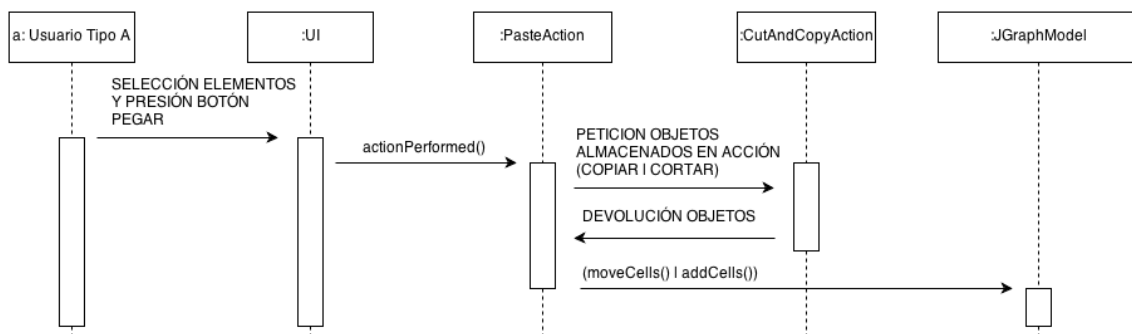 a: Usuario Tipo A
:UI
:PasteAction
:CutAndCopyAction
:JGraphModel
SELECCIÓN ELEMENTOS
Y PRESIÓN BOTÓN
PEGAR
actionPerformed()
PETICION OBJETOS
ALMACENADOS EN ACCIÓN
(COPIAR | CORTAR)
DEVOLUCIÓN OBJETOS
(moveCells() | addCells())